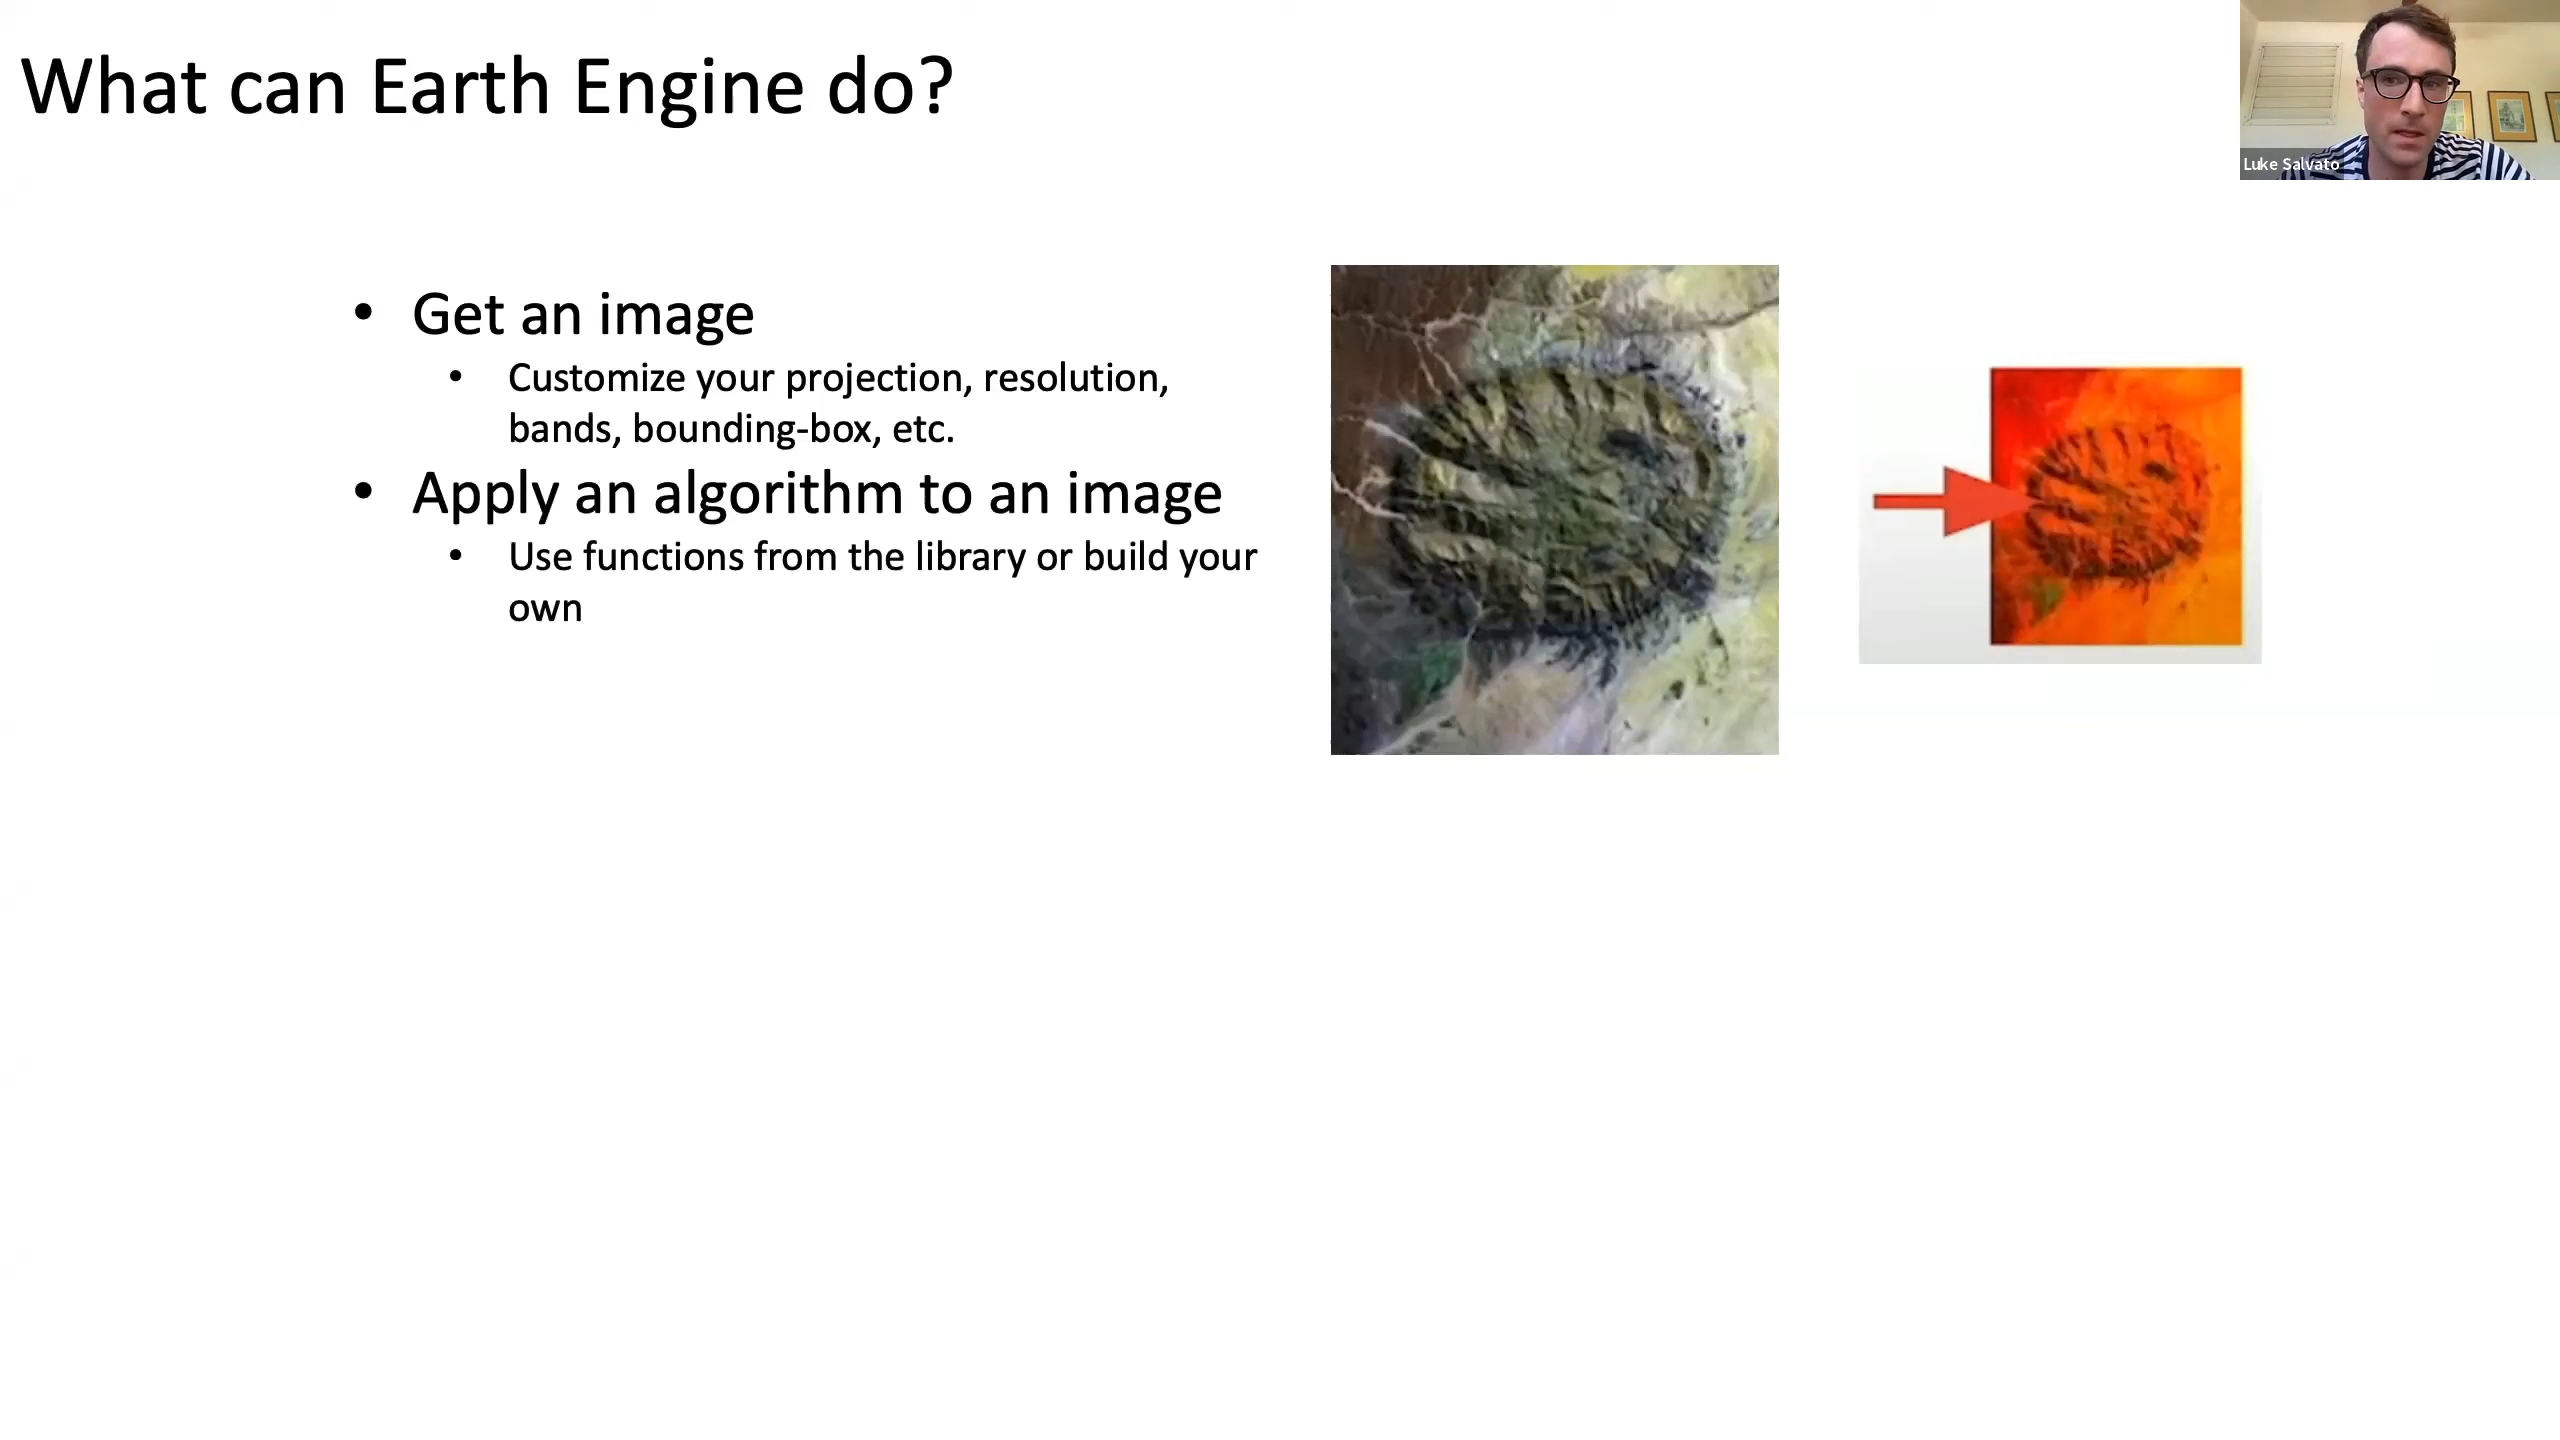 What can Earth Engine do?
Luke Salvato
• Get an image
• Customize your projection, resolution,
bands, bounding-box, etc.
• Apply an algorithm to an image
• Use functions from the library or build your
own